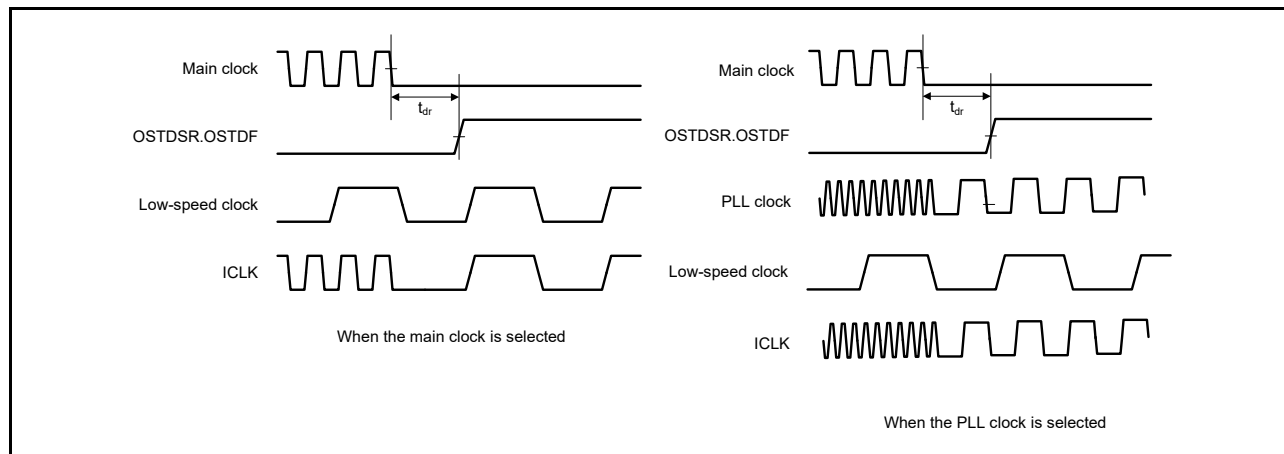 Main clock
t_dr
OSTDSR.OSTDF
Low-speed clock
ICLK
When the main clock is selected
Main clock
t_dr
OSTDSR.OSTDF
PLL clock
Low-speed clock
ICLK
When the PLL clock is selected